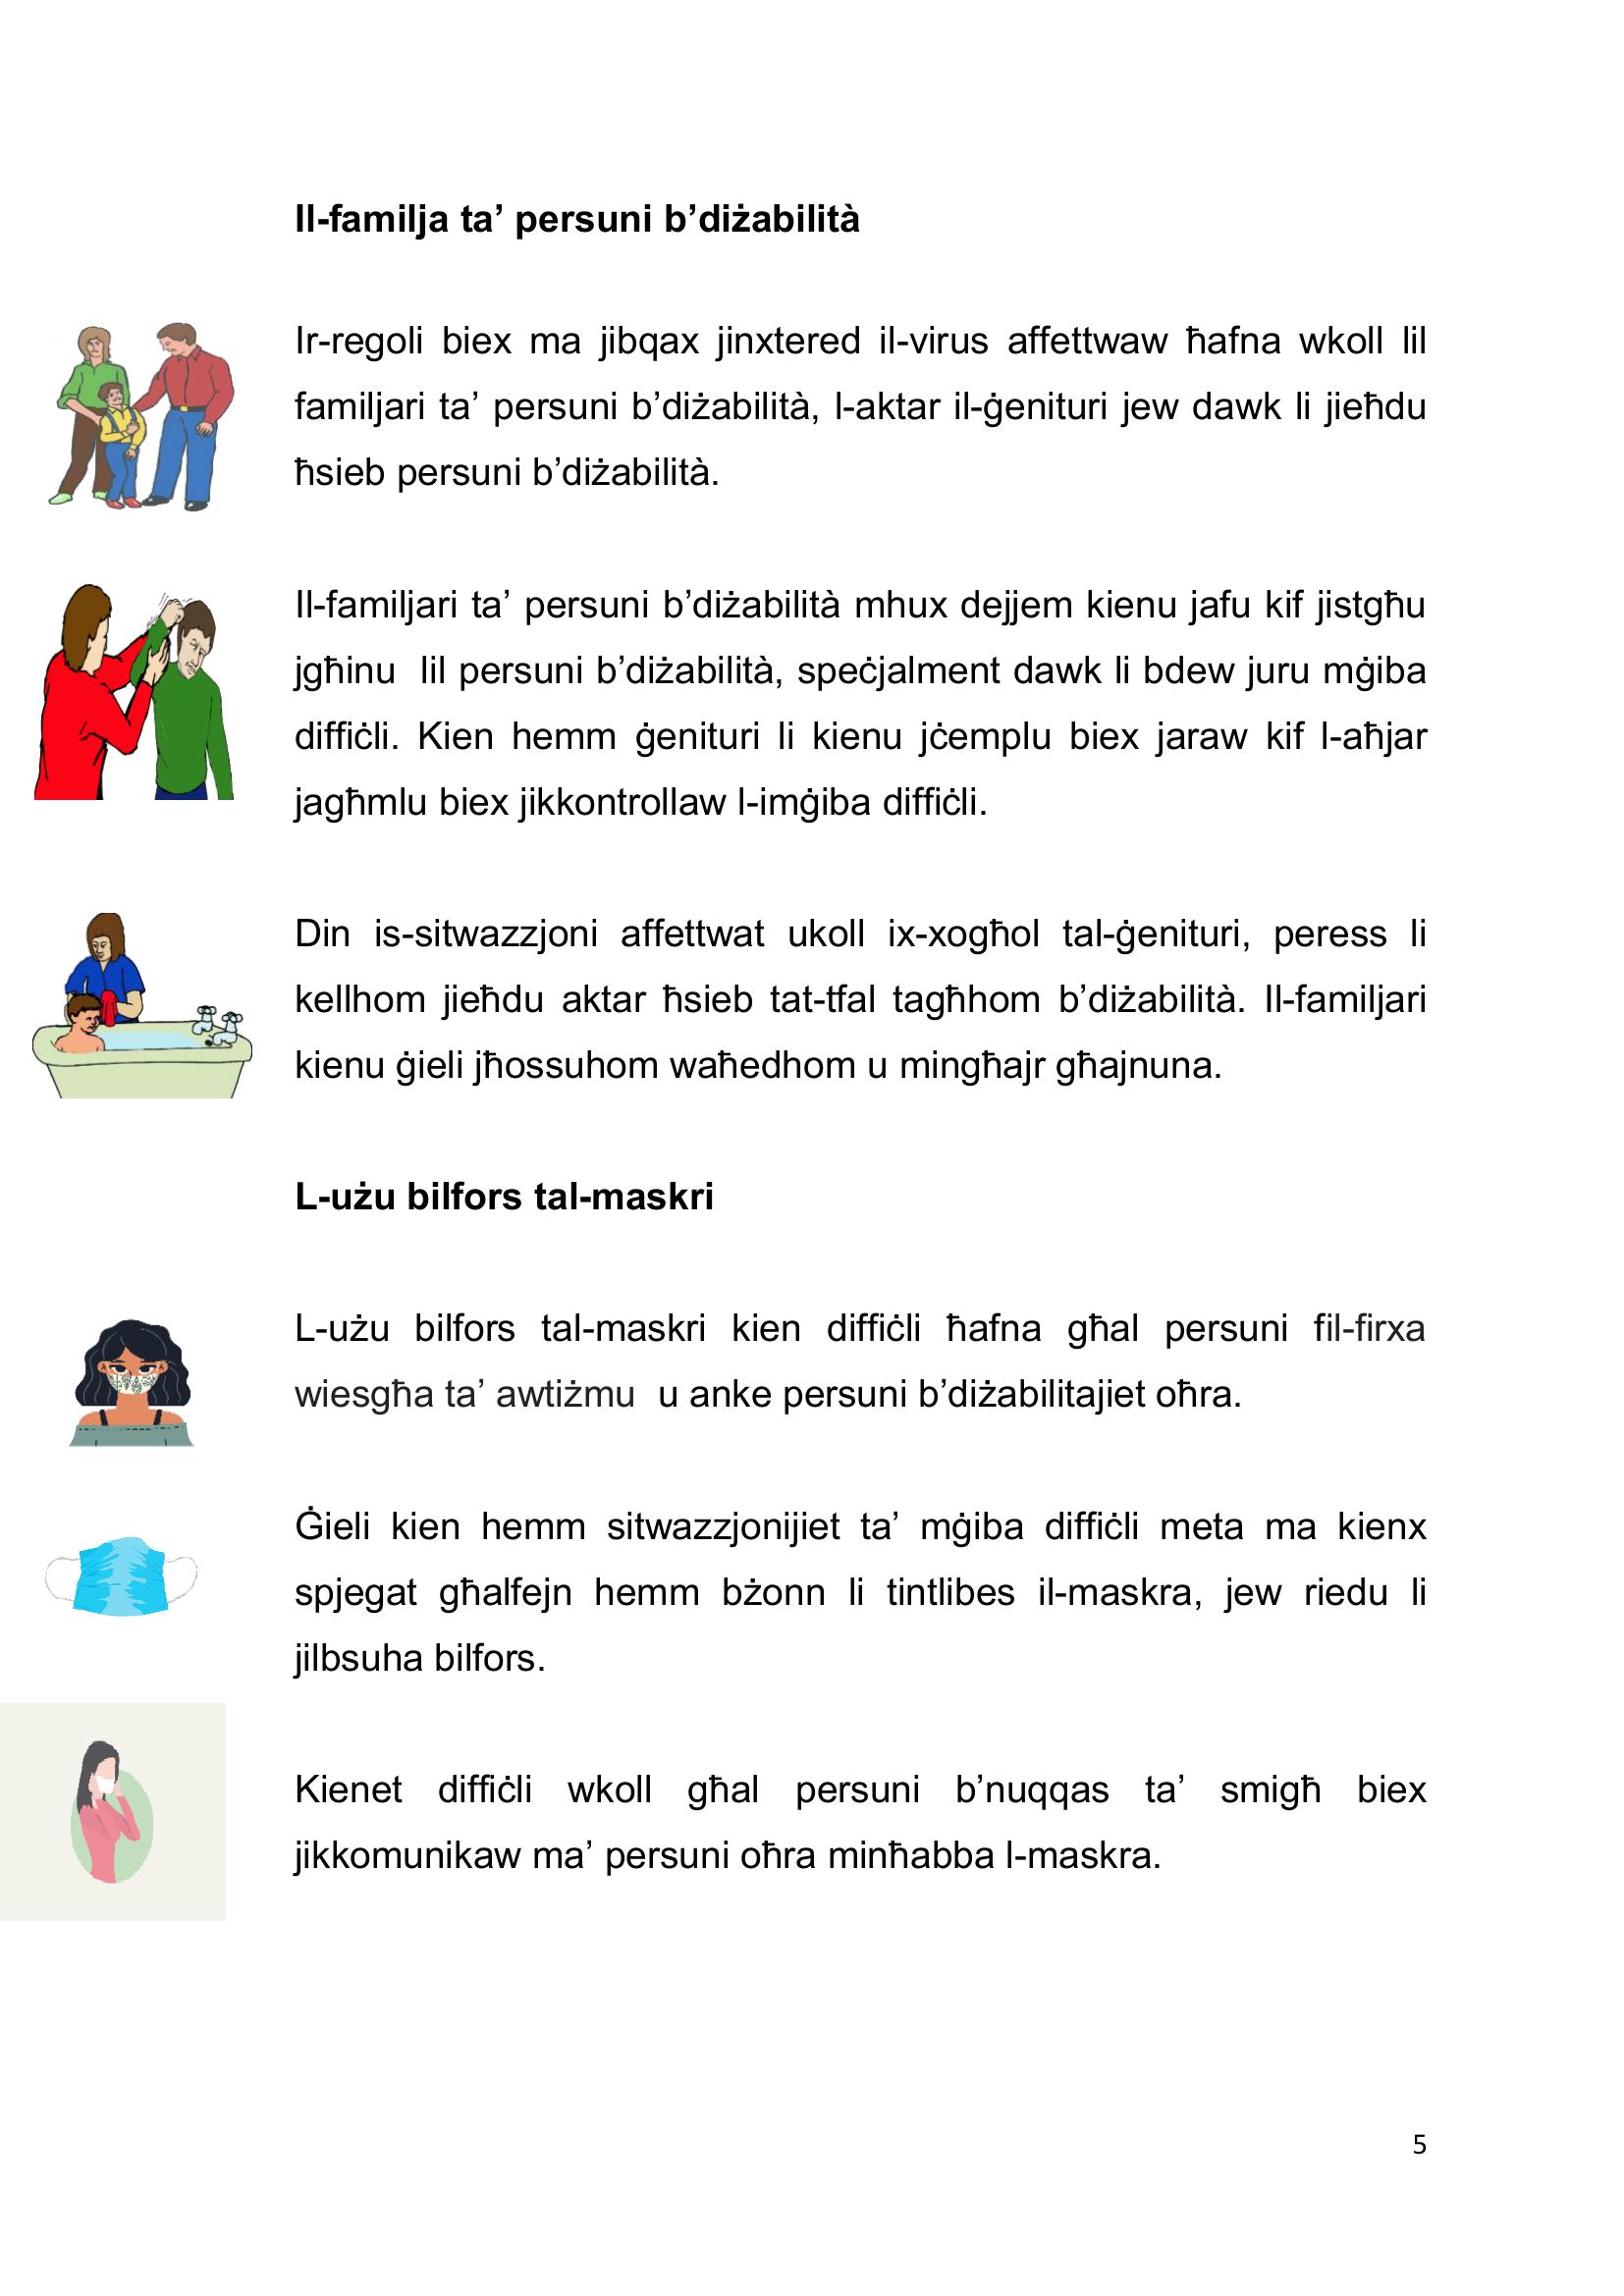 Il-familja ta’ persuni b’diżabilità
Ir-regoli biex ma jibqax jinxtered il-virus affettwaw ħafna wkoll lil
familjari ta’ persuni b’diżabilità, l-aktar il-ġenituri jew dawk li jieħdu
ħsieb persuni b’diżabilità.
Il-familjari ta’ persuni b’diżabilità mhux dejjem kienu jafu kif jistgħu
jgħinu  lil persuni b’diżabilità, speċjalment dawk li bdew juru mġiba
diffiċli. Kien hemm ġenituri li kienu jċemplu biex jaraw kif l-aħjar
jagħmlu biex jikkontrollaw l-imġiba diffiċli.
Din is-sitwazzjoni affettwat ukoll ix-xogħol tal-ġenituri, peress li
kellhom jieħdu aktar ħsieb tat-tfal tagħhom b’diżabilità. Il-familjari
kienu ġieli jħossuhom waħedhom u mingħajr għajnuna.
L-użu bilfors tal-maskri
L-użu bilfors tal-maskri kien diffiċli ħafna għal persuni fil-firxa
wiesgħa ta’ awtiżmu  u anke persuni b’diżabilitajiet oħra.
Ġieli kien hemm sitwazzjonijiet ta’ mġiba diffiċli meta ma kienx
spjegat għalfejn hemm bżonn li tintlibes il-maskra, jew riedu li
jilbsuha bilfors.
Kienet diffiċli wkoll għal persuni b’nuqqas ta’ smigħ biex
jikkomunikaw ma’ persuni oħra minħabba l-maskra.
5